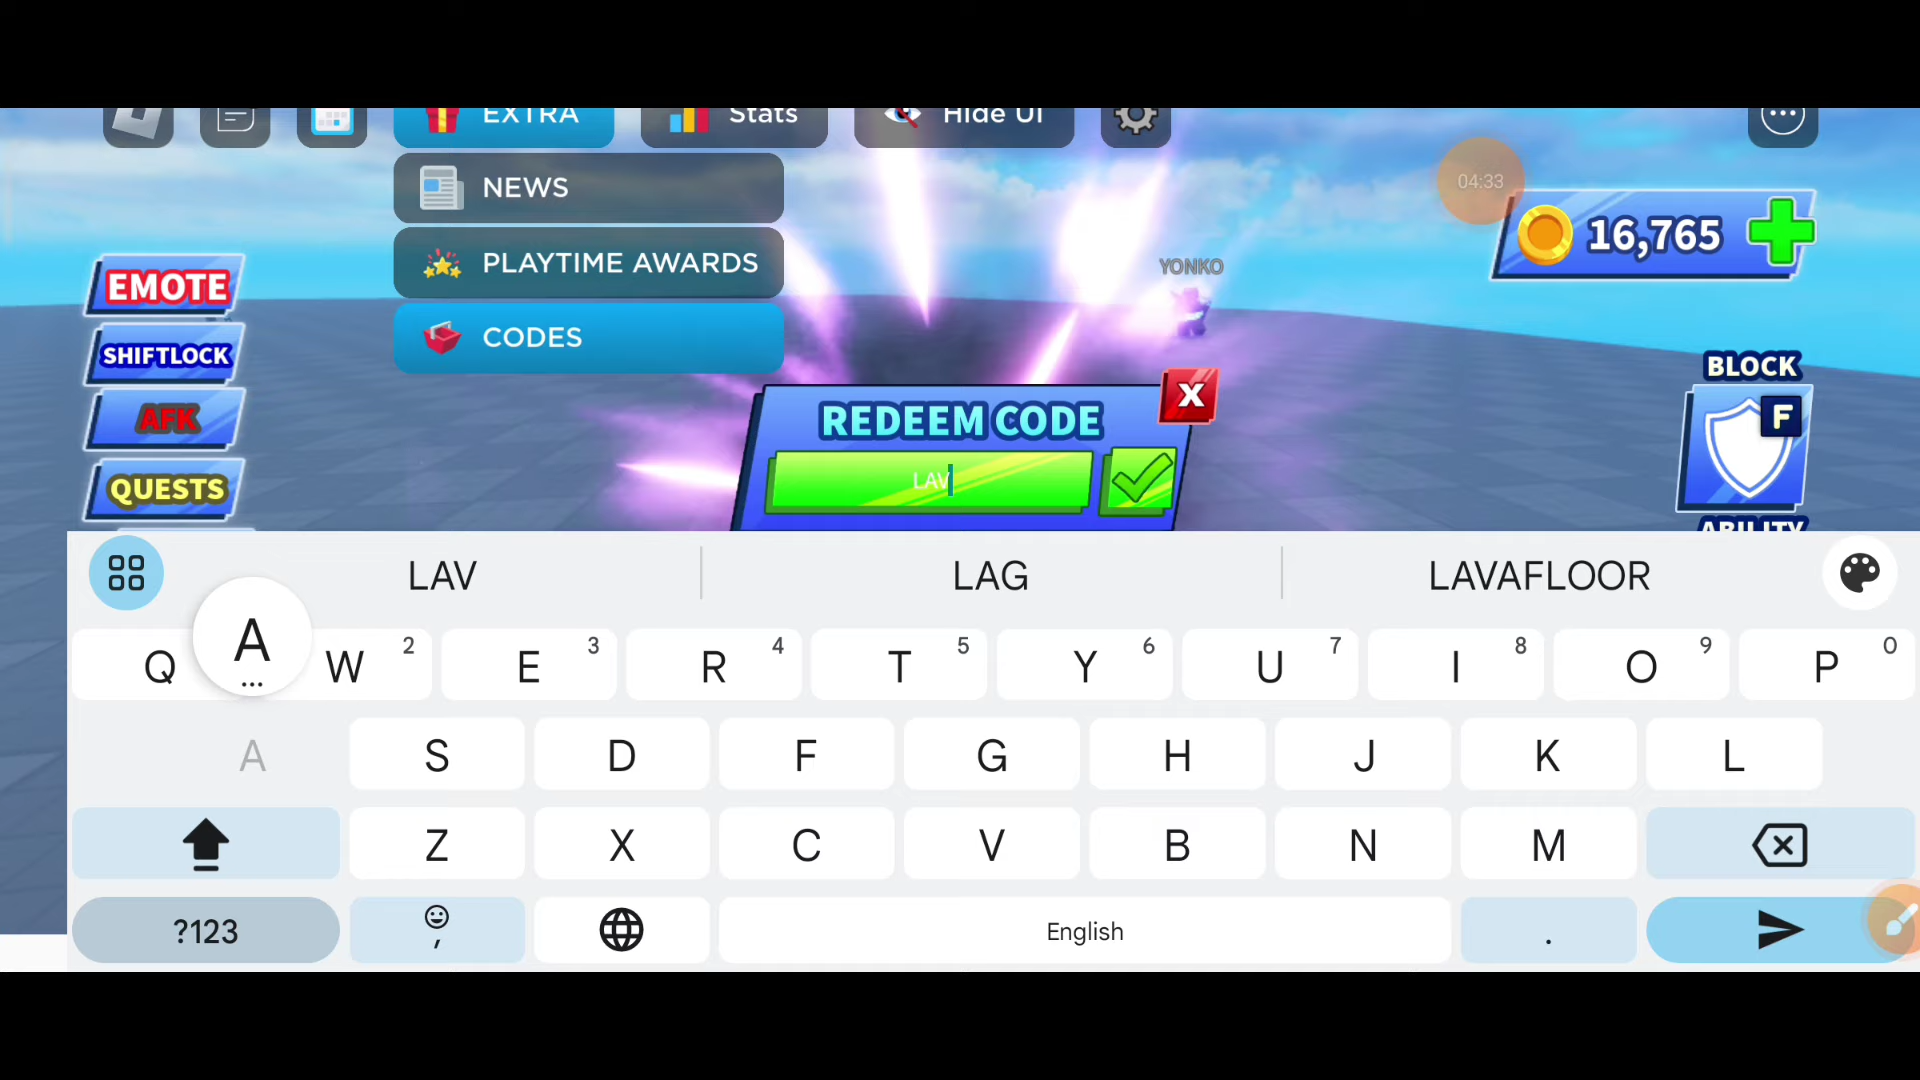 EXTRA
Stats
Hide UI
NEWS
04:33
16,765
PLAYTIME AWARDS
YONKO
EMOTE
CODES
SHIFTLOCK
BLOCK
F
AFK
REDEEM CODE
X
LAV
QUESTS
ABILITY
LAV LAG LAVAFLOOR
A
Q W 2 E 3 R 4 T 5 Y 6 U 7 I 8 O 9 P 0
A S D F G H J K L
Z X C V B N M
?123 , English .